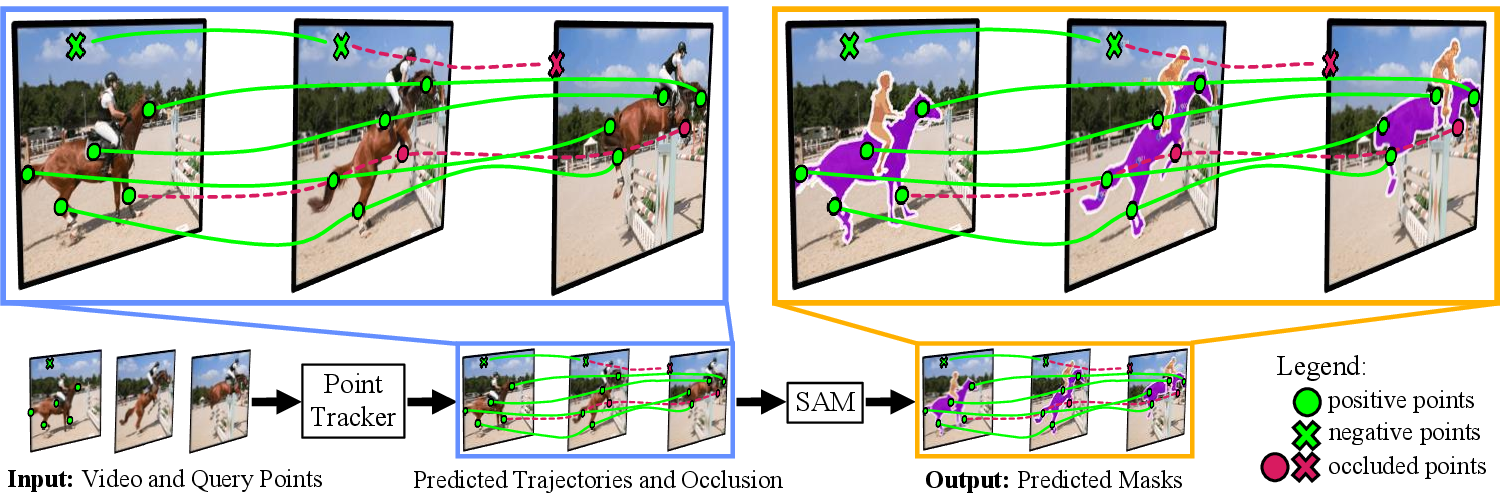 Point
Tracker
SAM
Legend:
positive points
negative points
occluded points
Input: Video and Query Points
Predicted Trajectories and Occlusion
Output: Predicted Masks